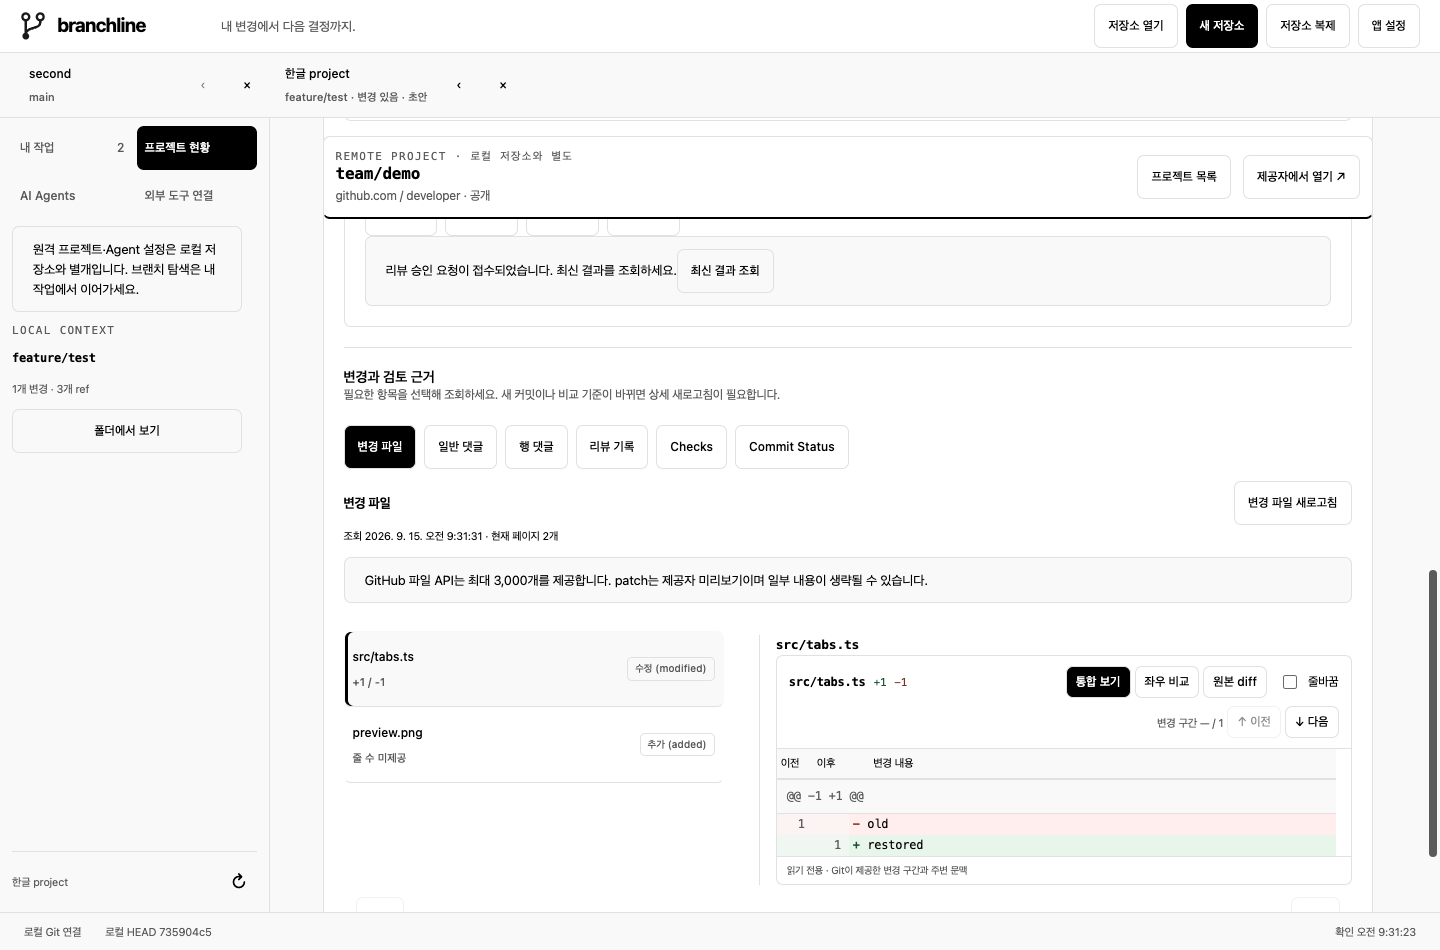 branchline
내 변경에서 다음 결정까지.
저장소 열기
새 저장소
저장소 복제
앱 설정
second
main
‹
×
한글 project
feature/test · 변경 있음 · 초안
‹
×
내 작업 2
프로젝트 현황
AI Agents
외부 도구 연결
원격 프로젝트·Agent 설정은 로컬 저
장소와 별개입니다. 브랜치 탐색은 내
작업에서 이어가세요.
LOCAL CONTEXT
feature/test
1개 변경 · 3개 ref
폴더에서 보기
한글 project
REMOTE PROJECT · 로컬 저장소와 별도
team/demo
github.com / developer · 공개
프로젝트 목록
제공자에서 열기 ↗
리뷰 승인 요청이 접수되었습니다. 최신 결과를 조회하세요.
최신 결과 조회
변경과 검토 근거
필요한 항목을 선택해 조회하세요. 새 커밋이나 비교 기준이 바뀌면 상세 새로고침이 필요합니다.
변경 파일
일반 댓글
행 댓글
리뷰 기록
Checks
Commit Status
변경 파일
변경 파일 새로고침
조회 2026. 9. 15. 오전 9:31:31 · 현재 페이지 2개
GitHub 파일 API는 최대 3,000개를 제공합니다. patch는 제공자 미리보기이며 일부 내용이 생략될 수 있습니다.
src/tabs.ts
+1 / -1
수정 (modified)
preview.png
줄 수 미제공
추가 (added)
src/tabs.ts
src/tabs.ts +1 −1
통합 보기
좌우 비교
원본 diff
줄바꿈
변경 구간 — / 1
↑ 이전
↓ 다음
이전 이후 변경 내용
@@ −1 +1 @@
1 − old
1 + restored
읽기 전용 · Git이 제공한 변경 구간과 주변 문맥
로컬 Git 연결
로컬 HEAD 735904c5
확인 오전 9:31:23